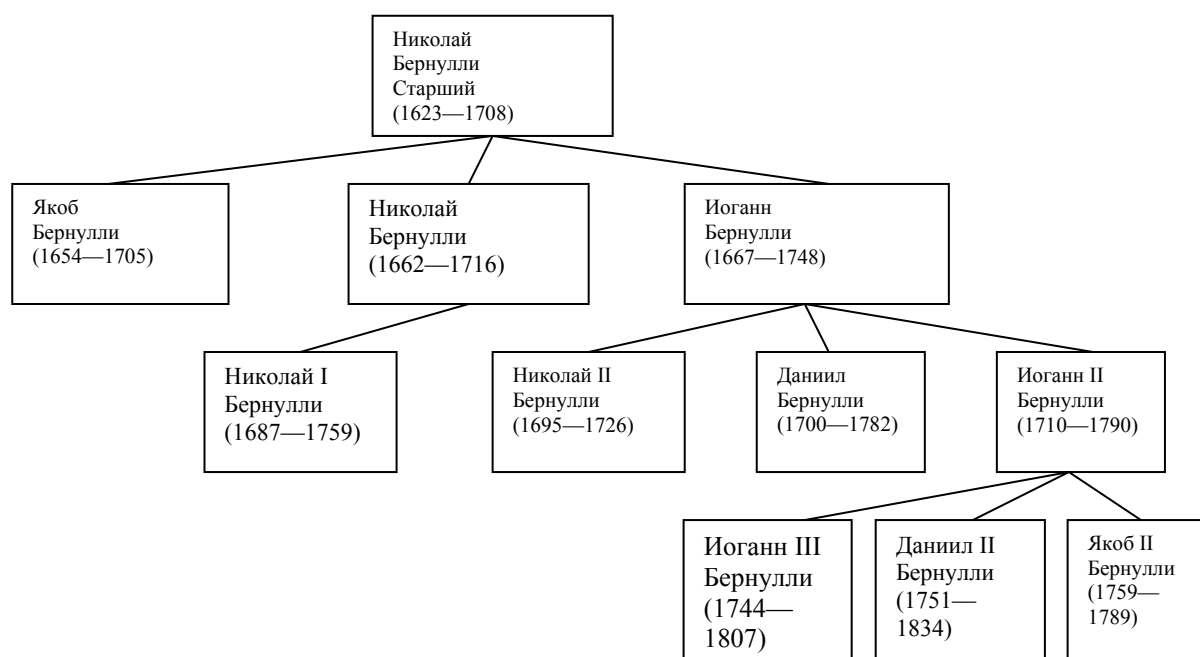 Николай
Бернулли
Старший
(1623—1708)
Якоб
Бернулли
(1654—1705)
Николай
Бернулли
(1662—1716)
Иоганн
Бернулли
(1667—1748)
Николай I
Бернулли
(1687—1759)
Николай II
Бернулли
(1695—1726)
Даниил
Бернулли
(1700—1782)
Иоганн II
Бернулли
(1710—1790)
Иоганн III
Бернулли
(1744—
1807)
Даниил II
Бернулли
(1751—
1834)
Якоб II
Бернулли
(1759—
1789)